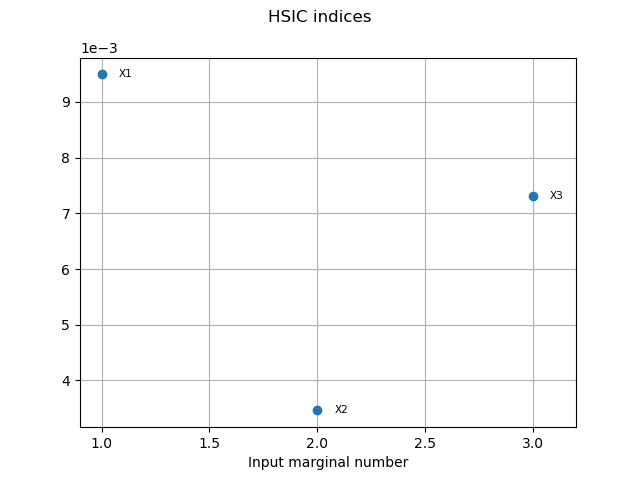 HSIC indices
1e−3
X1
9
8
X3
7
6
5
4
X2
1.0 1.5 2.0 2.5 3.0
Input marginal number